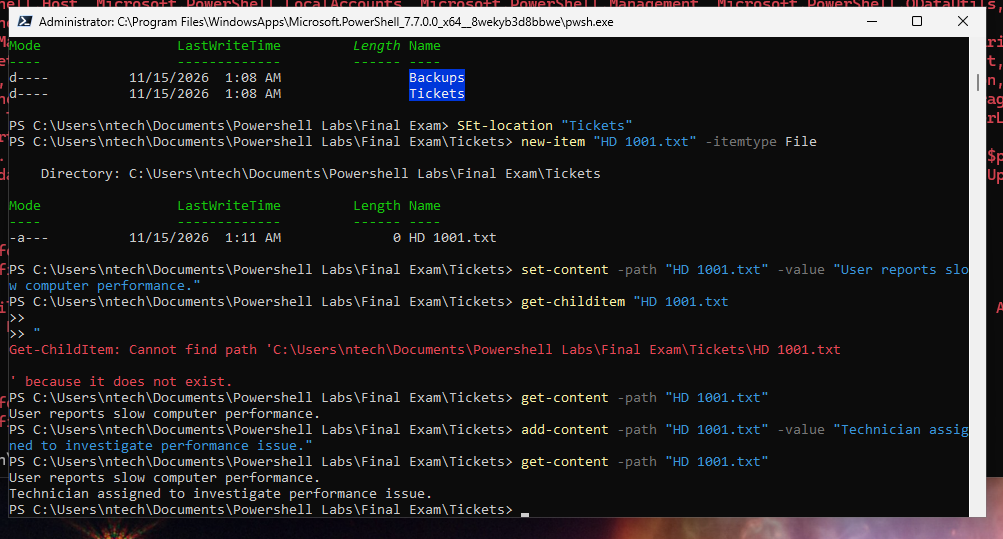 ell Host, Microsoft PowerShell LocalAccounts, Microsoft PowerShell Management, Microsoft PowerShell ODataUtils,
Administrator: C:\Program Files\WindowsApps\Microsoft.PowerShell_7.7.0.0_x64__8wekyb3d8bbwe\pwsh.exe
Mode                 LastWriteTime         Length Name
----                 -------------         ------ ----
d----          11/15/2026  1:08 AM                Backups
d----          11/15/2026  1:08 AM                Tickets
PS C:\Users\ntech\Documents\Powershell Labs\Final Exam> SEt-location "Tickets"
PS C:\Users\ntech\Documents\Powershell Labs\Final Exam\Tickets> new-item "HD 1001.txt" -itemtype File
    Directory: C:\Users\ntech\Documents\Powershell Labs\Final Exam\Tickets
Mode                 LastWriteTime         Length Name
----                 -------------         ------ ----
-a---          11/15/2026  1:11 AM              0 HD 1001.txt
PS C:\Users\ntech\Documents\Powershell Labs\Final Exam\Tickets> set-content -path "HD 1001.txt" -value "User reports slo
w computer performance."
PS C:\Users\ntech\Documents\Powershell Labs\Final Exam\Tickets> get-childitem "HD 1001.txt
>>
>> "
Get-ChildItem: Cannot find path 'C:\Users\ntech\Documents\Powershell Labs\Final Exam\Tickets\HD 1001.txt
' because it does not exist.
PS C:\Users\ntech\Documents\Powershell Labs\Final Exam\Tickets> get-content -path "HD 1001.txt"
User reports slow computer performance.
PS C:\Users\ntech\Documents\Powershell Labs\Final Exam\Tickets> add-content -path "HD 1001.txt" -value "Technician assig
ned to investigate performance issue."
PS C:\Users\ntech\Documents\Powershell Labs\Final Exam\Tickets> get-content -path "HD 1001.txt"
User reports slow computer performance.
Technician assigned to investigate performance issue.
PS C:\Users\ntech\Documents\Powershell Labs\Final Exam\Tickets>